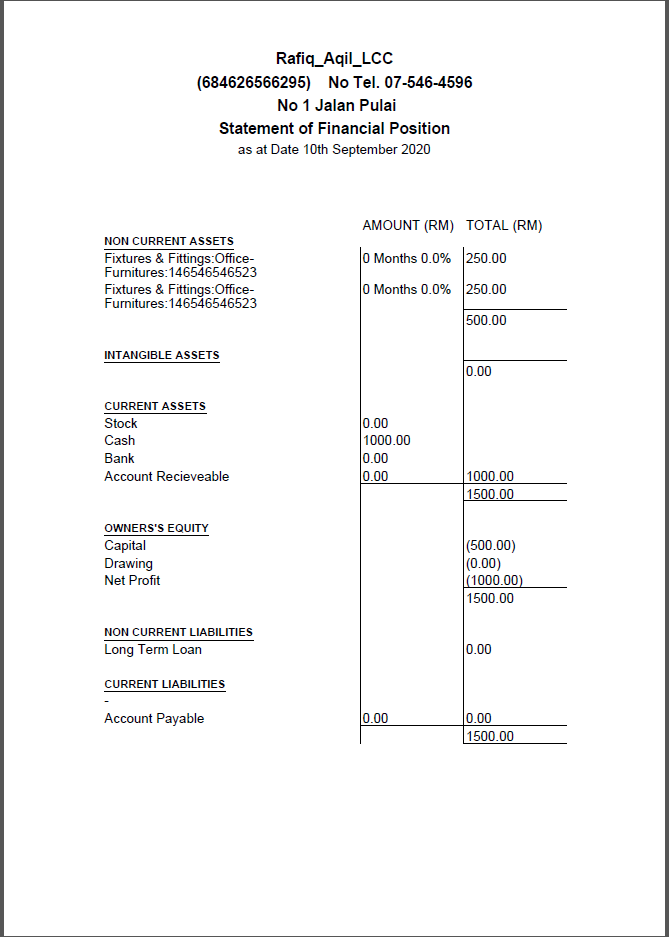 Rafiq_Aqil_LCC
(684626566295) No Tel. 07-546-4596
No 1 Jalan Pulai
Statement of Financial Position
as at Date 10th September 2020
AMOUNT (RM) TOTAL (RM)
NON CURRENT ASSETS
Fixtures & Fittings:Office- 0 Months 0.0% 250.00
Furnitures:146546546523
Fixtures & Fittings:Office- 0 Months 0.0% 250.00
Furnitures:146546546523
500.00
INTANGIBLE ASSETS
0.00
CURRENT ASSETS
Stock 0.00
Cash 1000.00
Bank 0.00
Account Recieveable 0.00 1000.00
1500.00
OWNERS'S EQUITY
Capital (500.00)
Drawing (0.00)
Net Profit (1000.00)
1500.00
NON CURRENT LIABILITIES
Long Term Loan 0.00
CURRENT LIABILITIES
-
Account Payable 0.00 0.00
1500.00